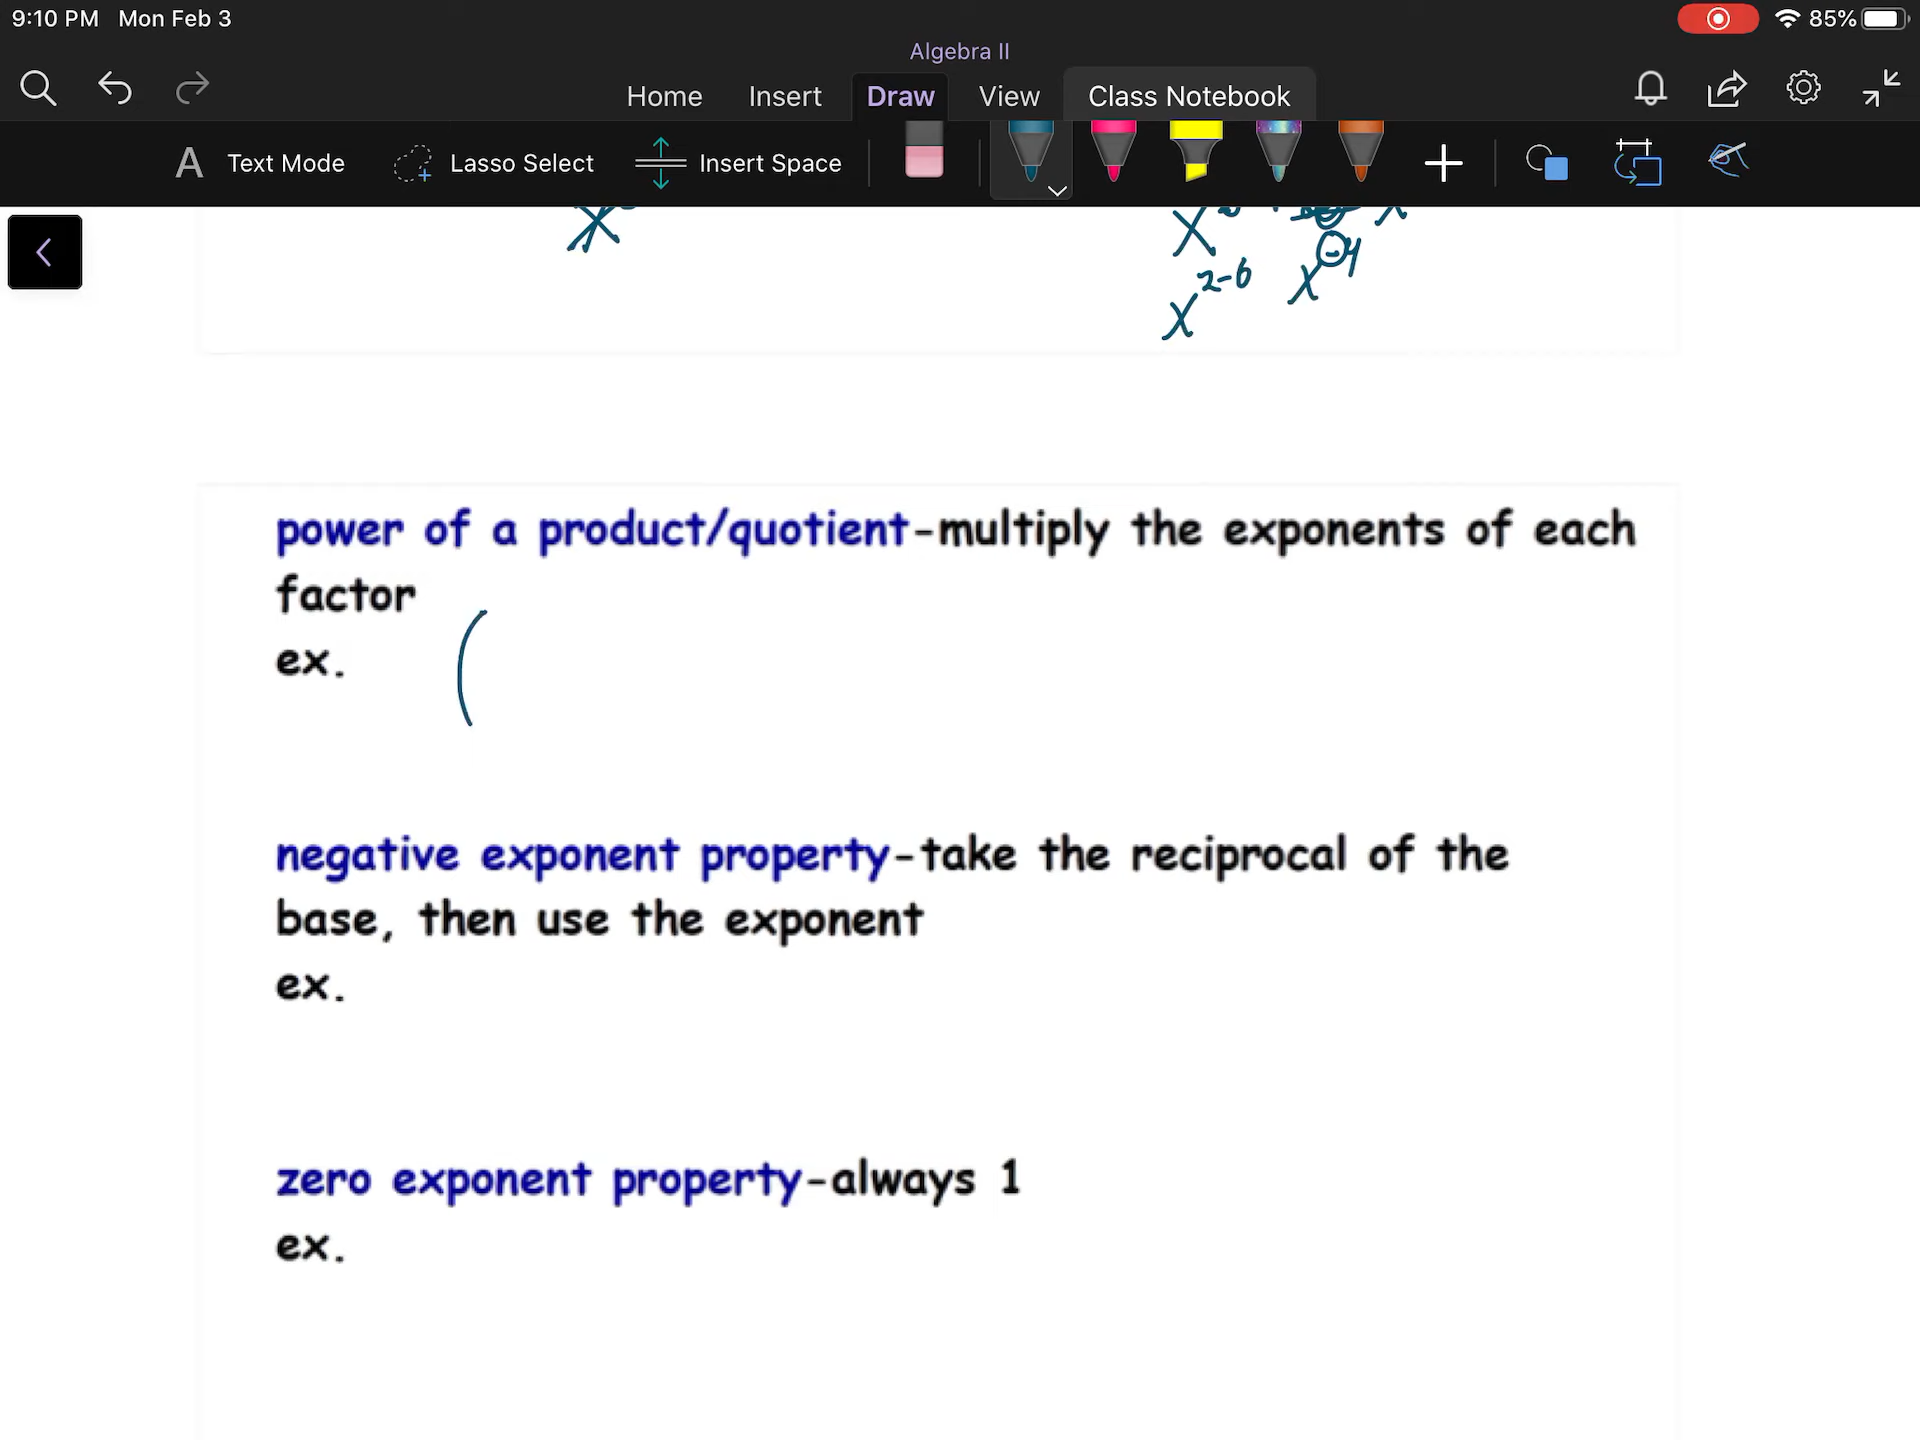 9:10 PM Mon Feb 3
85%
Algebra II
Home Insert Draw View Class Notebook
A Text Mode Lasso Select Insert Space
x^-4
x^2-6
power of a product/quotient-multiply the exponents of each
factor
ex. (
negative exponent property-take the reciprocal of the
base, then use the exponent
ex.
zero exponent property-always 1
ex.